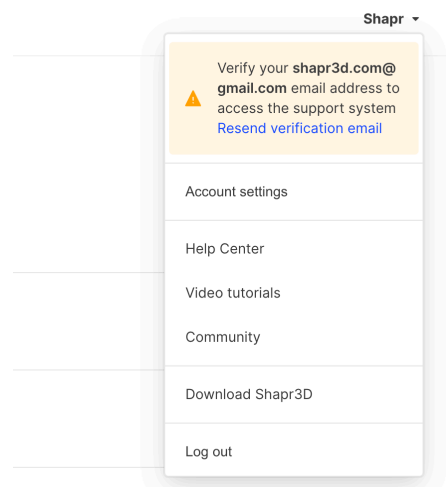 Shapr
Verify your shapr3d.com@
gmail.com email address to
access the support system
Resend verification email
Account settings
Help Center
Video tutorials
Community
Download Shapr3D
Log out